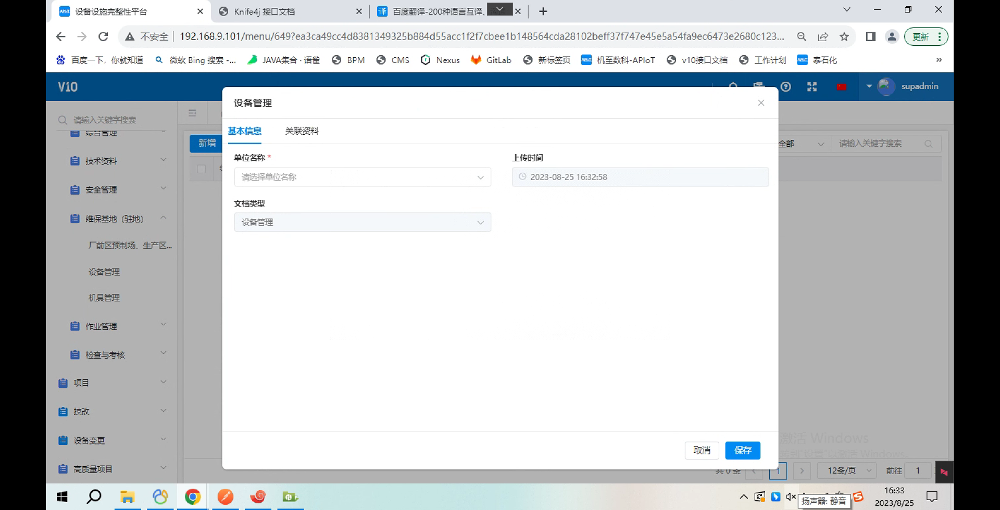 设备设施完整性平台
Knife4j 接口文档
百度翻译-200种语言互译、
不安全
192.168.9.101/menu/649?ea3ca49cc4d8381349325b884d55acc1f2f7cbee1b148564cda28102beff37f747e45e5a54fa9ec6473e2680c123...
更新
百度一下，你就知道
微软 Bing 搜索 -...
JAVA集合 · 语雀
BPM
CMS
Nexus
GitLab
新标签页
机至数科-APIoT
v10接口文档
工作计划
泰石化
V10
supadmin
请输入关键字搜索
综合管理
技术资料
安全管理
维保基地（驻地）
厂前区预制场、生产区...
设备管理
机具管理
作业管理
检查与考核
项目
技改
设备变更
高质量项目
新增
全部
请输入关键字搜索
设备管理
基本信息
关联资料
单位名称 *
请选择单位名称
上传时间
2023-08-25 16:32:58
文档类型
设备管理
取消
保存
激活 Windows
转到"设置"以激活 Windows。
共 0 条
1
12条/页
前往
1
扬声器: 静音
16:33
2023/8/25